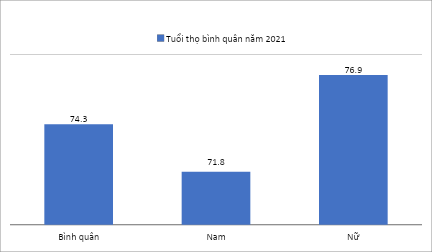 Tuổi thọ bình quân năm 2021
74.3
71.8
76.9
Bình quân
Nam
Nữ